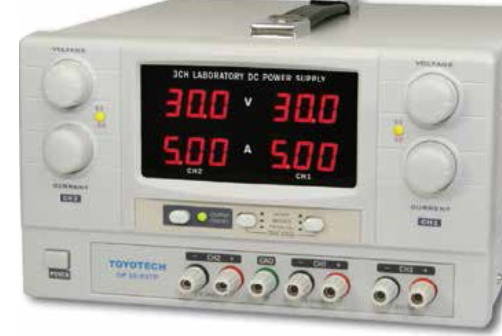 VOLTAGE
VOLTAGE
3CH LABORATORY DC POWER SUPPLY
30.0 V 30.0
5.00 A 5.00
CH2 CH1
CURRENT
CURRENT
CH2
CH1
OUTPUT
POWER
TOYOTECH
- CH2 +
GND
- CH1 +
- CH3 +